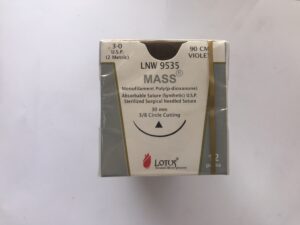 3-0
U.S.P.
(2 Metric)
LNW 9535
90 CM
VIOLET
MASS®
Monofilament Poly(p-dioxanone)
Absorbable Suture (Synthetic) U.S.P.
Sterilized Surgical Needled Suture
30 mm
3/8 Circle Cutting
LOTUS
12